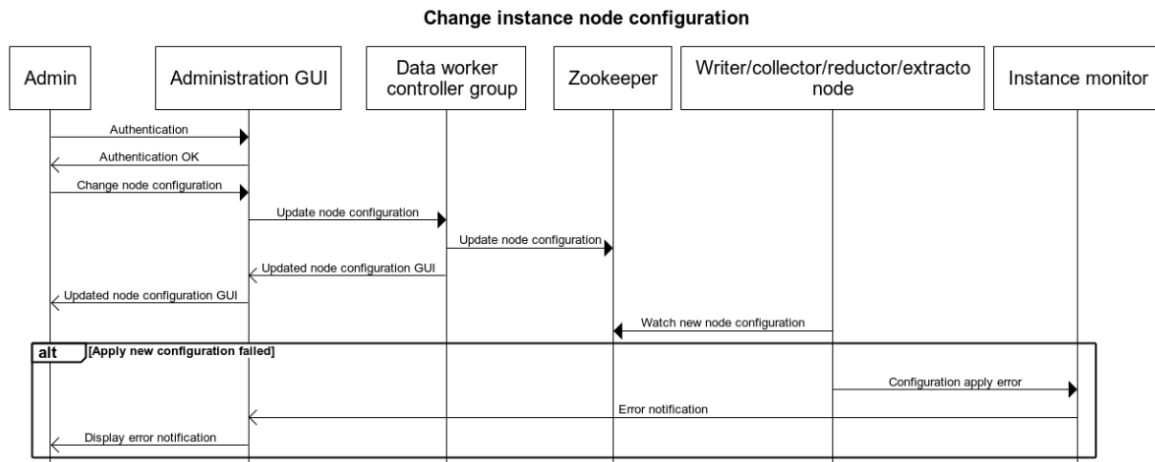 Change instance node configuration
Admin
Administration GUI
Data worker
controller group
Zookeeper
Writer/collector/reductor/extracto
node
Instance monitor
Authentication
Authentication OK
Change node configuration
Update node configuration
Update node configuration
Updated node configuration GUI
Updated node configuration GUI
Watch new node configuration
alt [Apply new configuration failed]
Configuration apply error
Error notification
Display error notification